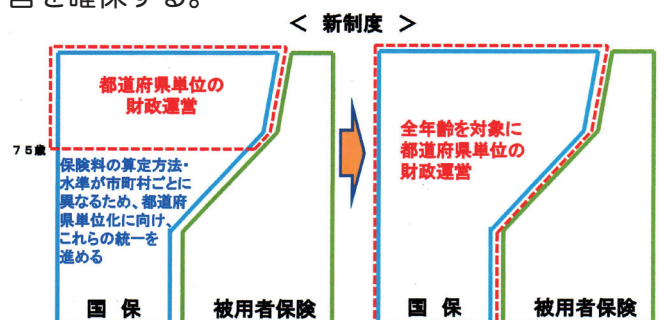 営を確保する。
＜ 新制度 ＞
都道府県単位の
財政運営
75歳
保険料の算定方法・
水準が市町村ごとに
異なるため、都道府
県単位化に向け、
これらの統一を
進める
国 保
被用者保険
全年齢を対象に
都道府県単位の
財政運営
国 保
被用者保険